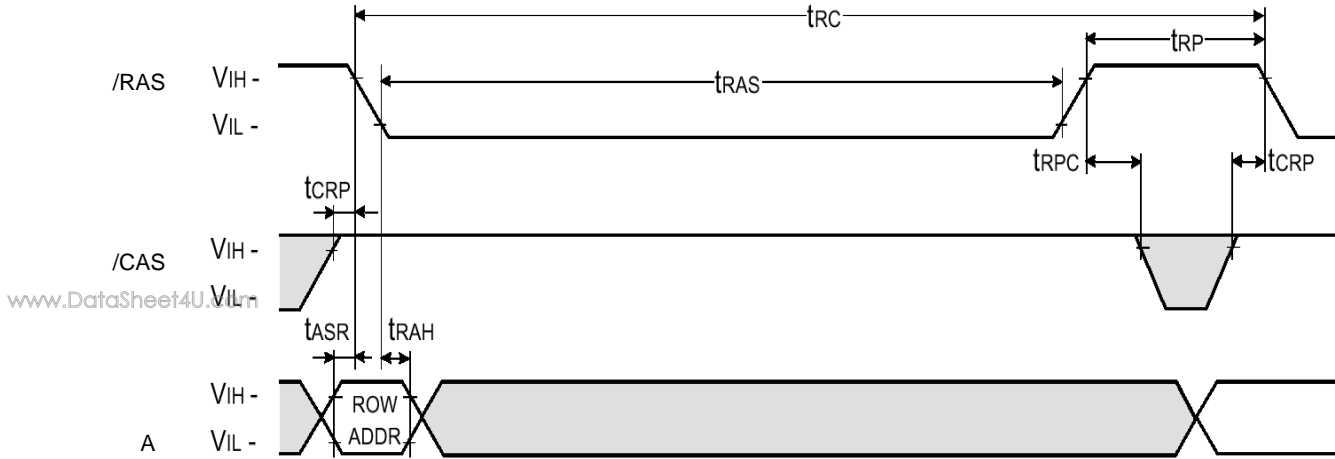 tRC
tRP
/RAS
VIH -
tRAS
VIL -
tRPC
tCRP
tCRP
/CAS
VIH -
www.DataSheet4U.com
VIL -
tASR
tRAH
VIH -
ROW
ADDR
A
VIL -